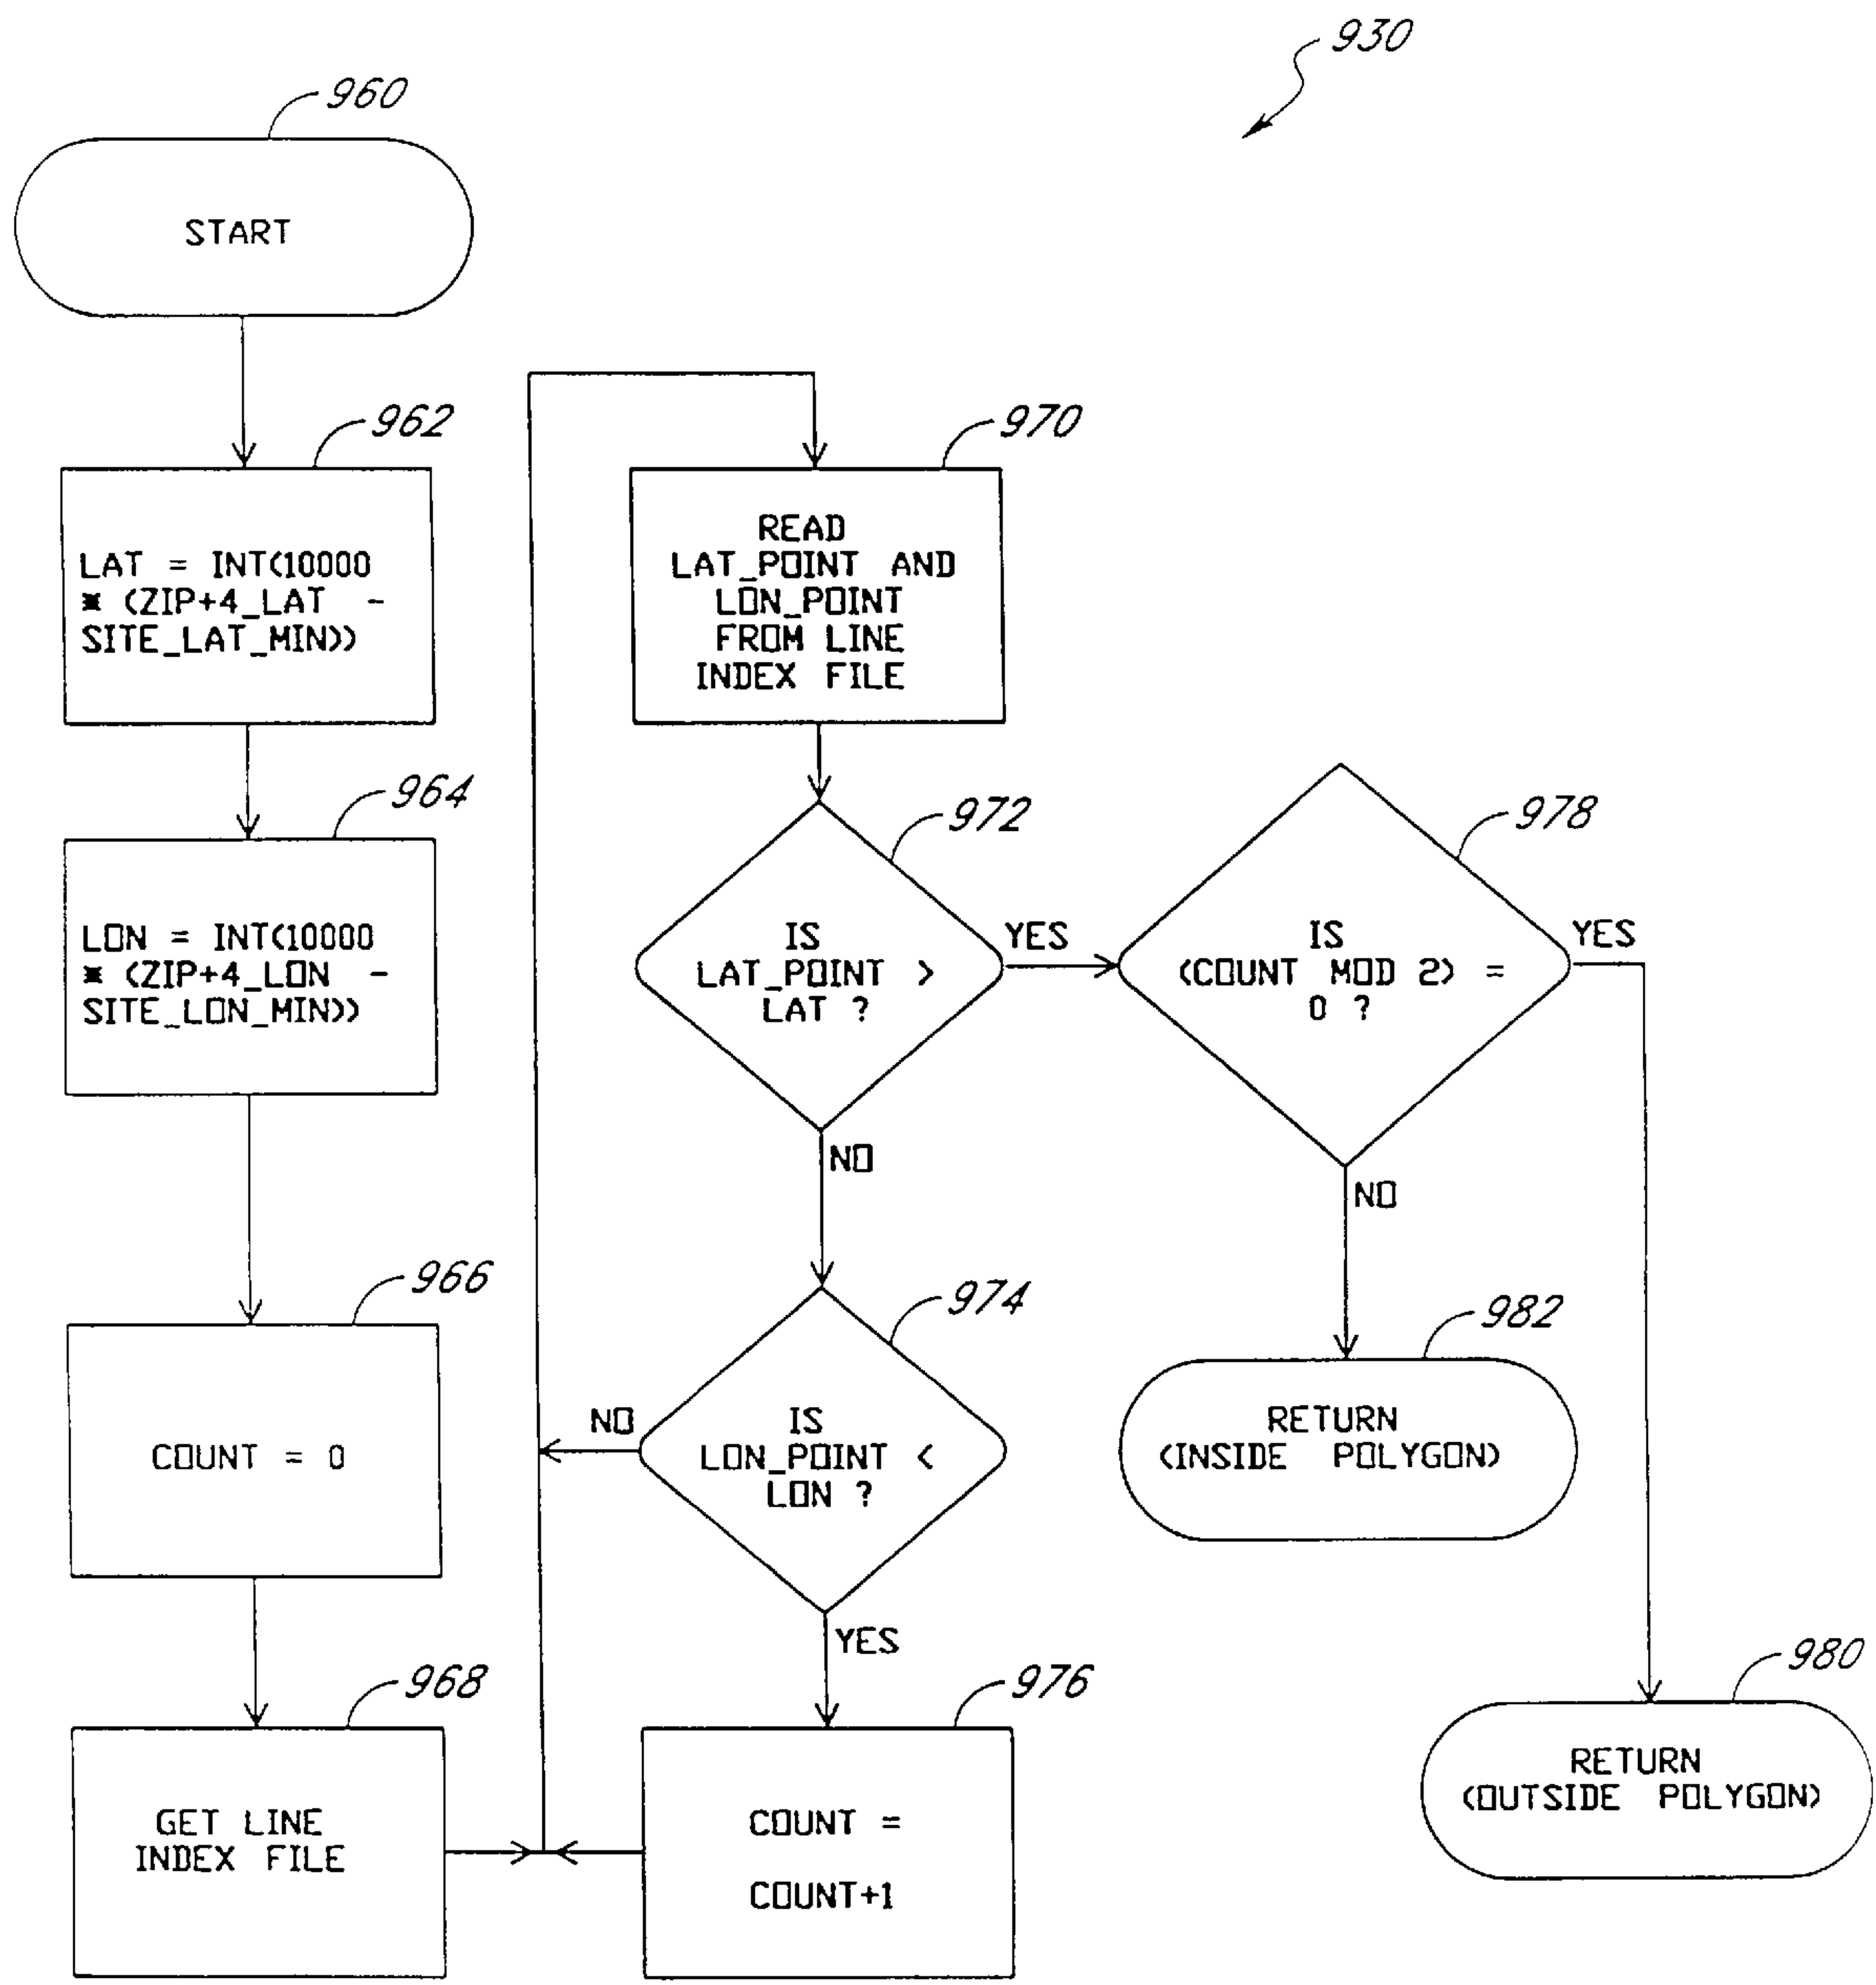 930
960
START
962
LAT = INT(10000
* (ZIP+4_LAT -
SITE_LAT_MIN))
964
LON = INT(10000
* (ZIP+4_LON -
SITE_LON_MIN))
966
COUNT = 0
968
GET LINE
INDEX FILE
970
READ
LAT_POINT AND
LON_POINT
FROM LINE
INDEX FILE
972
IS
LAT_POINT >
LAT ?
YES
NO
974
IS
LON_POINT <
LON ?
NO
YES
976
COUNT =
COUNT+1
978
IS
(COUNT MOD 2) =
0 ?
YES
NO
982
RETURN
(INSIDE POLYGON)
980
RETURN
(OUTSIDE POLYGON)